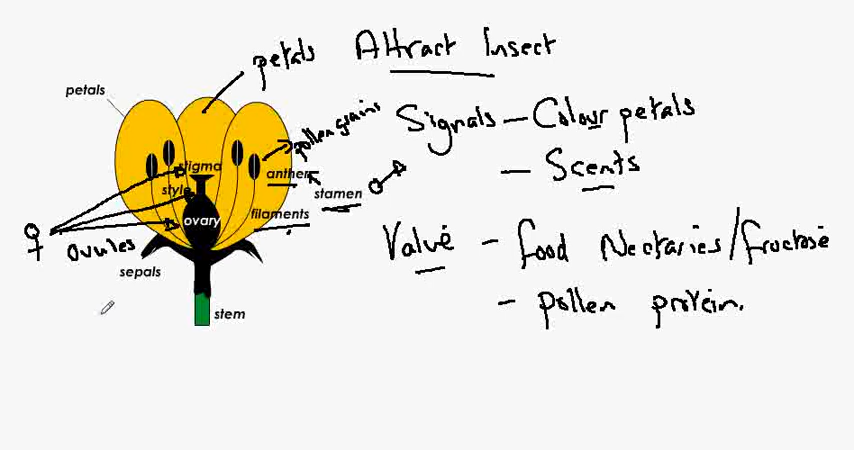 petals Attract Insect
petals
Signals - Colour petals
pollen grains
- Scents
stigma
anther
style
stamen
filaments
ovary
ovules
sepals
Value - food Nectaries/fructose
- pollen protein.
stem